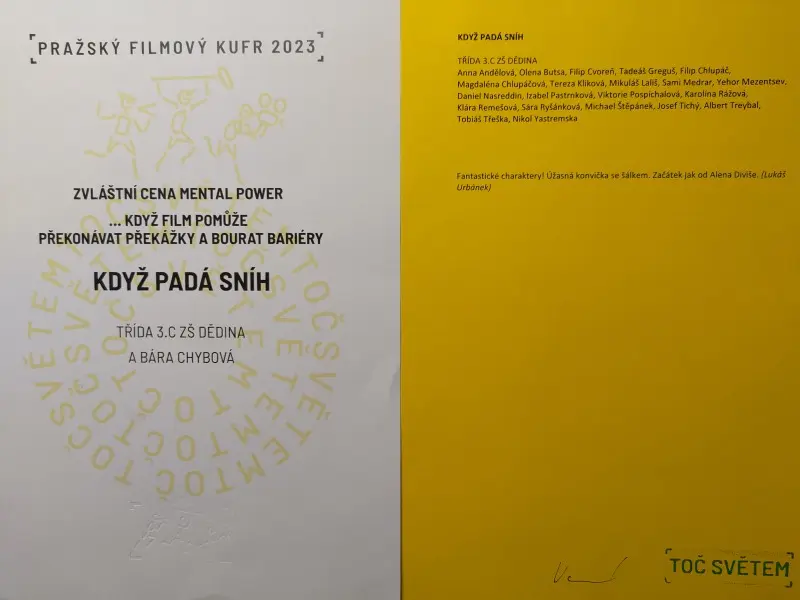 PRAŽSKÝ FILMOVÝ KUFR 2023
ZVLÁŠTNÍ CENA MENTAL POWER
... KDYŽ FILM POMŮŽE
PŘEKONÁVAT PŘEKÁŽKY A BOURAT BARIÉRY
KDYŽ PADÁ SNÍH
TŘÍDA 3.C ZŠ DĚDINA
A BÁRA CHYBOVÁ
KDYŽ PADÁ SNÍH
TŘÍDA 3.C ZŠ DĚDINA
Anna Andělová, Olena Butsa, Filip Cvoreň, Tadeáš Greguš, Filip Chlupáč,
Magdaléna Chlupáčová, Tereza Klíková, Mikuláš Lališ, Sami Medrar, Yehor Mezentsev,
Daniel Nasreddin, Izabel Pastrnková, Viktorie Pospíchalová, Karolína Rážová,
Klára Remešová, Sára Ryšánková, Michael Štěpánek, Josef Tichý, Albert Treybal,
Tobiáš Třeška, Nikol Yastremska
Fantastické charaktery! Úžasná konvička se šálkem. Začátek jak od Alena Diviše. (Lukáš
Urbánek)
TOČ SVĚTEM